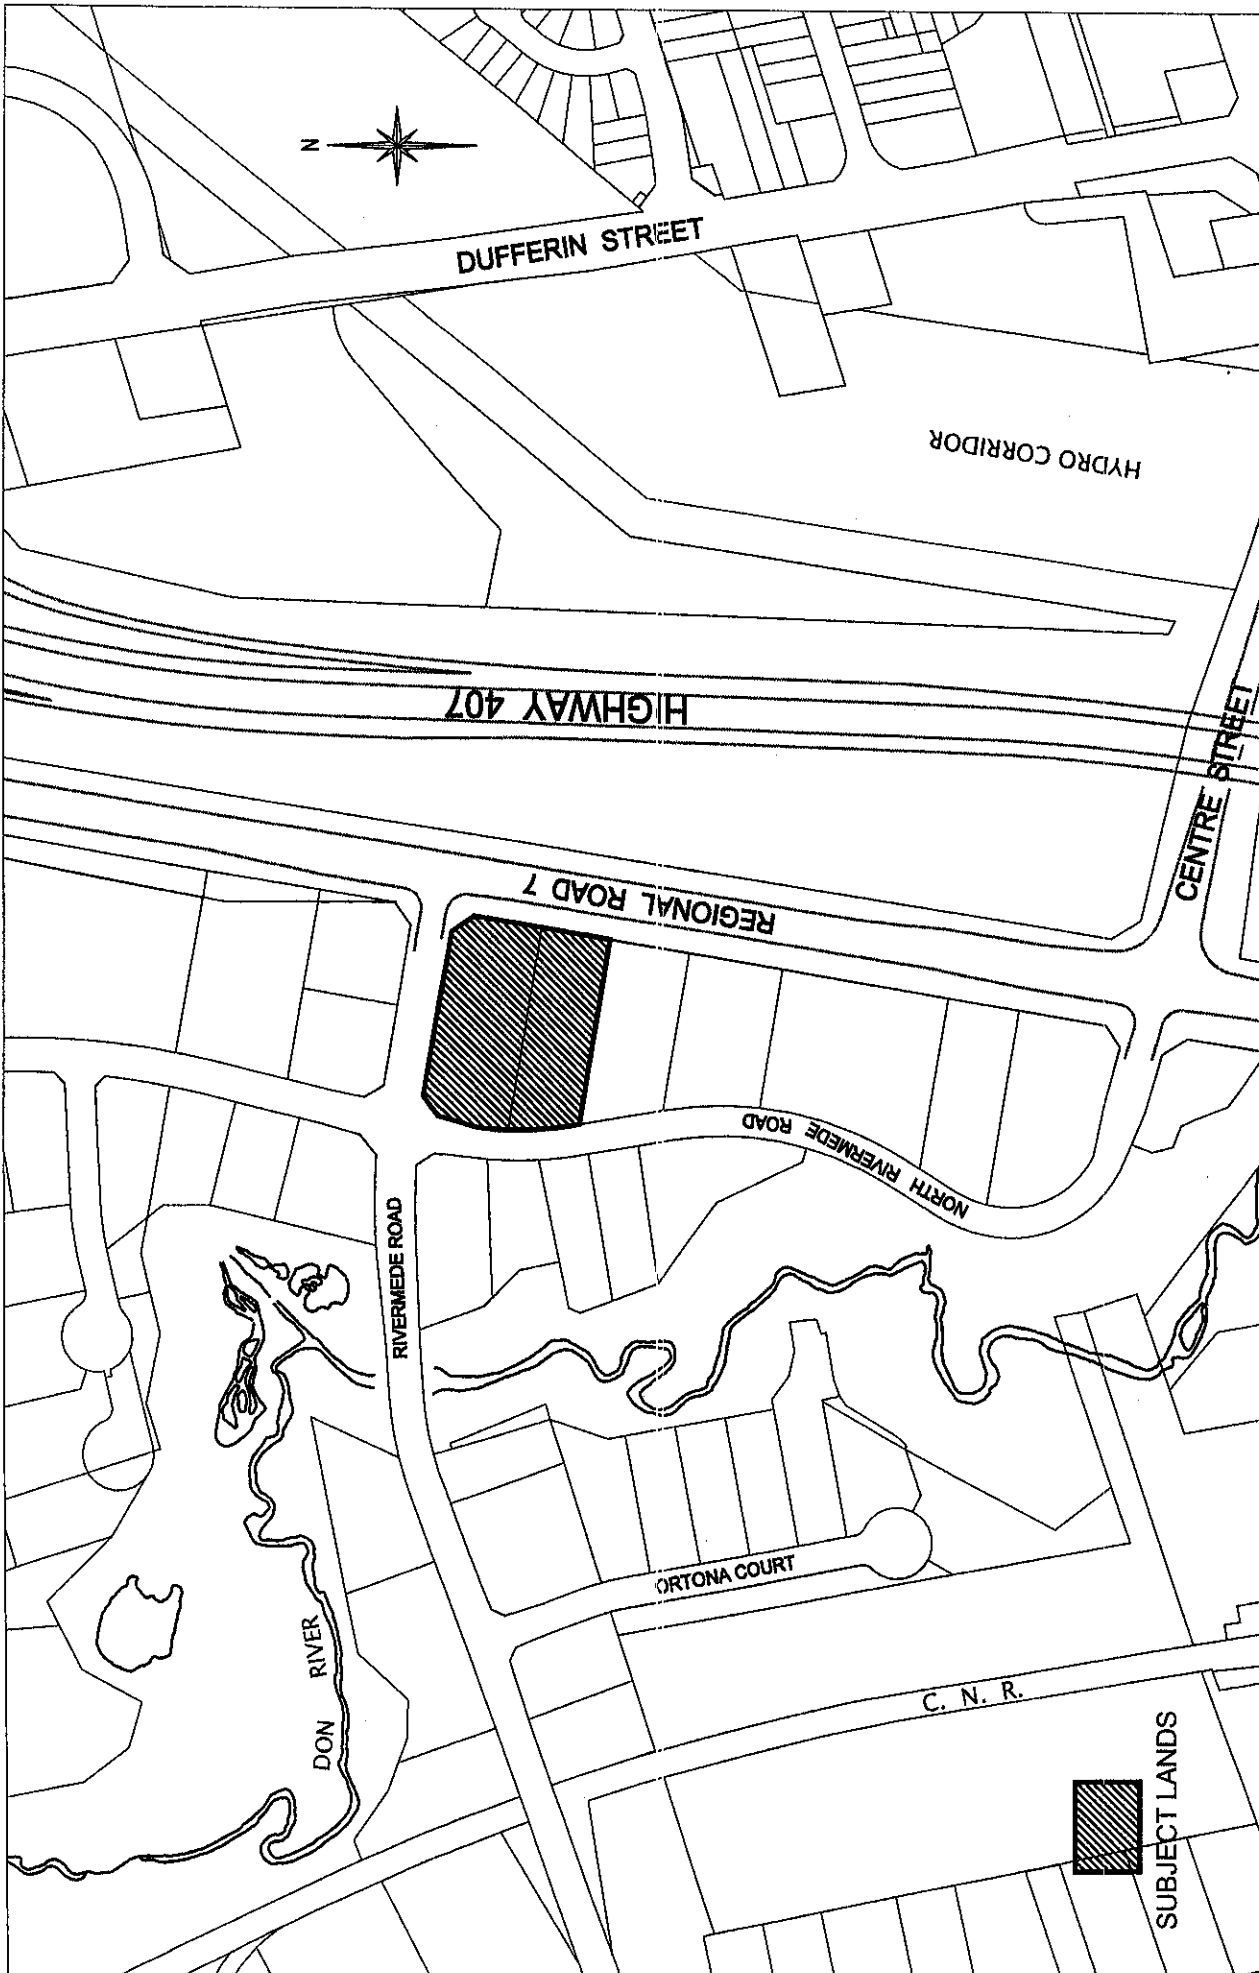 N
DUFFERIN STREET
HYDRO CORRIDOR
HIGHWAY 407
CENTRE STREET
REGIONAL ROAD 7
NORTH RIVERMEDE ROAD
RIVERMEDE ROAD
ORTONA COURT
DON RIVER
C. N. R.
SUBJECT LANDS